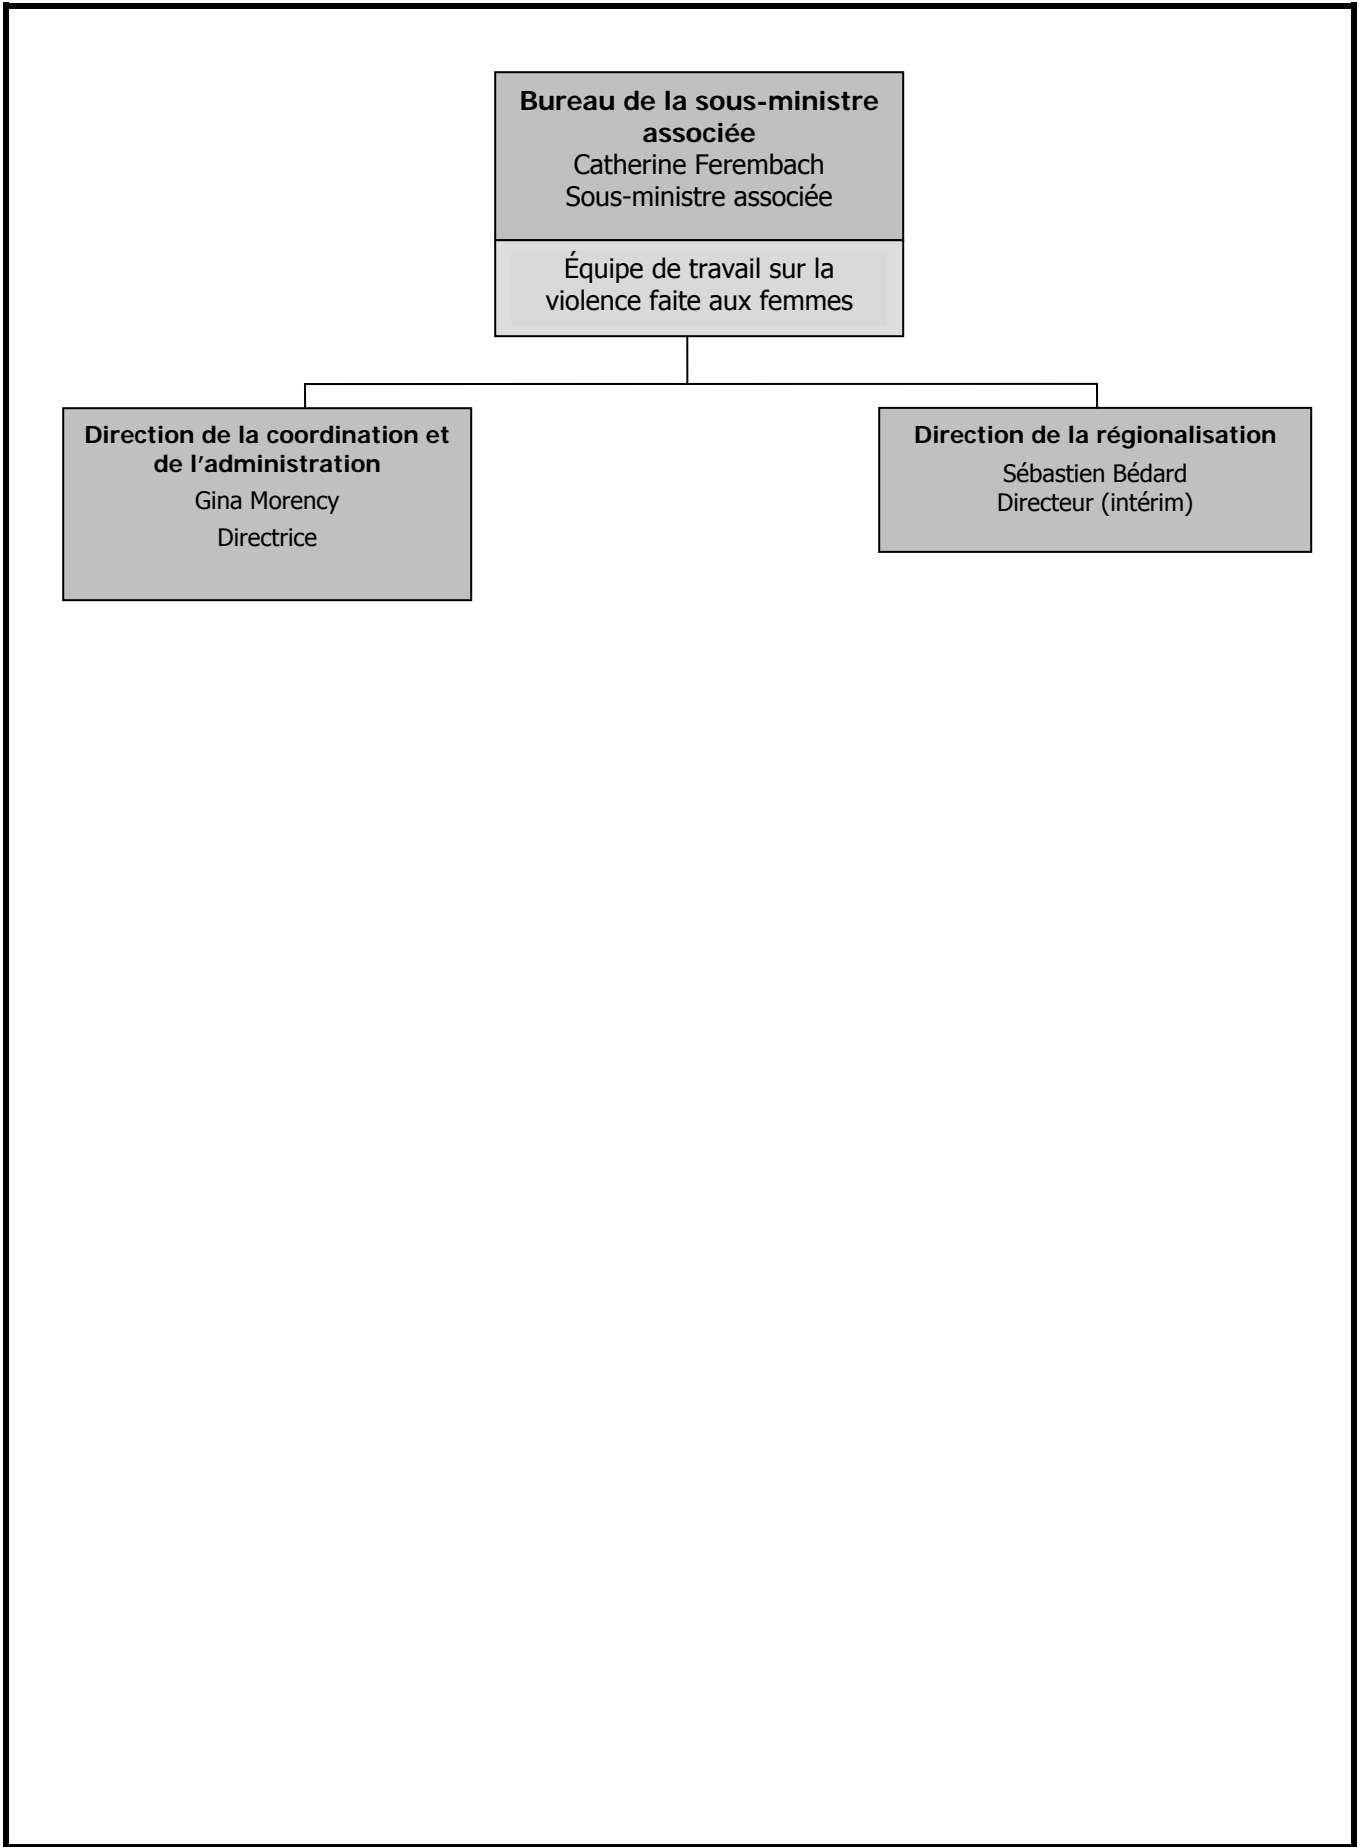 Bureau de la sous-ministre
associée
Catherine Ferembach
Sous-ministre associée
Équipe de travail sur la
violence faite aux femmes
Direction de la coordination et
de l'administration
Gina Morency
Directrice
Direction de la régionalisation
Sébastien Bédard
Directeur (intérim)